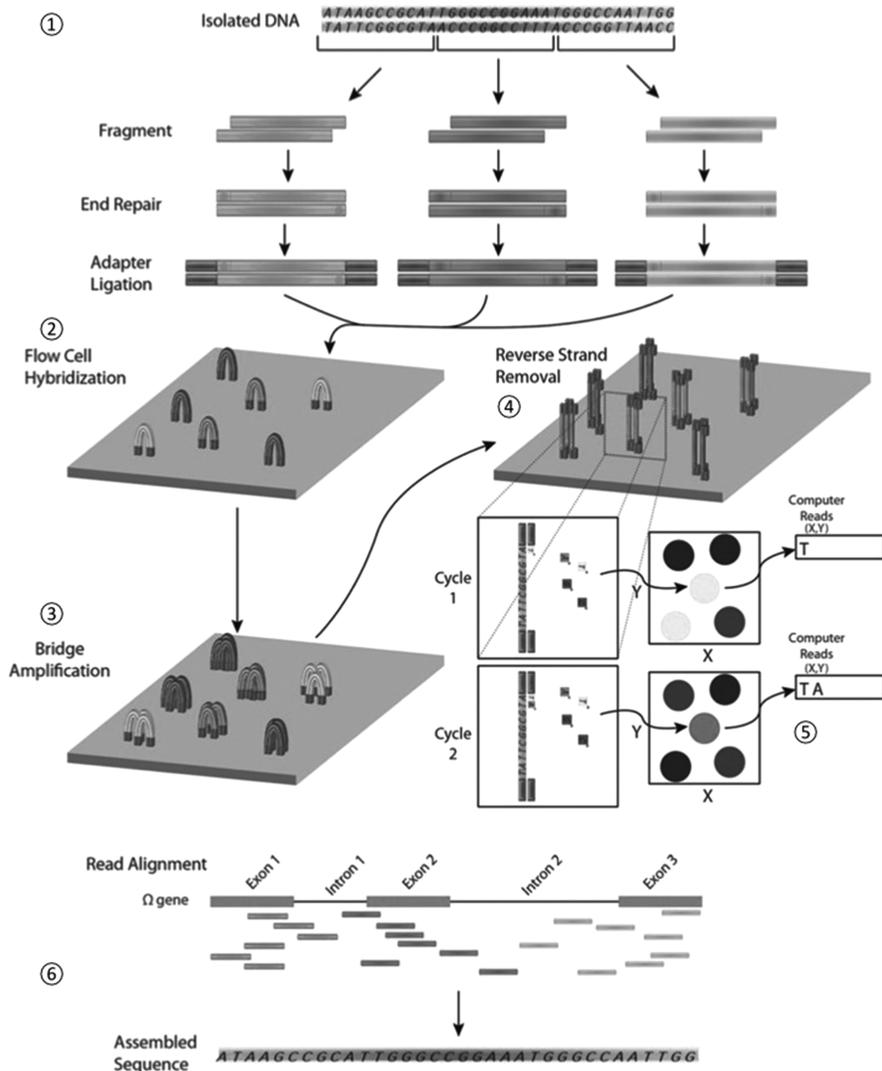 ①
Isolated DNA
ATAAGCCGCATTGGGCCGGAAATGGGCCAATTGG
TATTCGGCGTAACCCGGCCTTTACCCGGTTAACC
Fragment
End Repair
Adapter
Ligation
②
Flow Cell
Hybridization
Reverse Strand
Removal
④
Computer
Reads
(X,Y)
T
Cycle
1
TATTCGGCGTA
Y
X
③
Bridge
Amplification
Computer
Reads
(X,Y)
T A
Cycle
2
TATTCGGCGTA
Y
X
⑤
Read Alignment
Exon 1
Intron 1
Exon 2
Intron 2
Exon 3
Ω gene
⑥
Assembled
Sequence
ATAAGCCGCATTGGGCCGGAAATGGGCCAATTGG